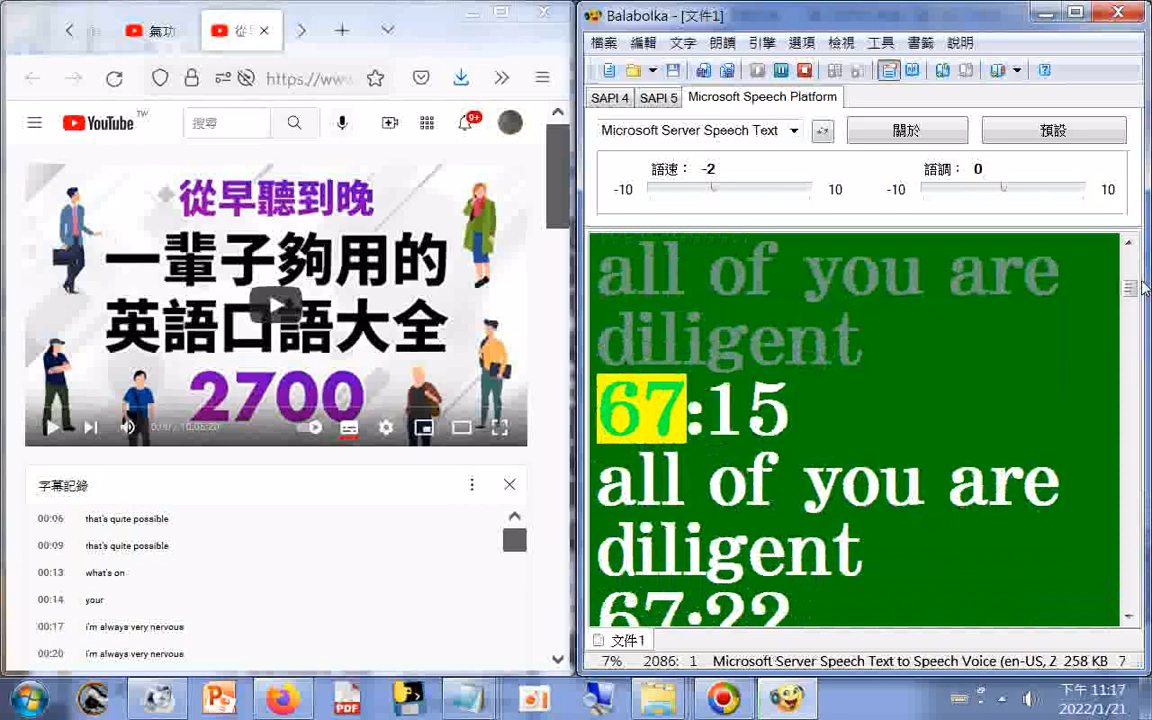 氣功
從
https://www
YouTube TW
搜尋
9+
從早聽到晚
一輩子夠用的
英語口語大全
2700
字幕記錄
00:06 that's quite possible
00:09 that's quite possible
00:13 what's on
00:14 your
00:17 i'm always very nervous
00:20 i'm always very nervous
Balabolka - [文件1]
檔案 編輯 文字 朗讀 引擎 選項 檢視 工具 書籤 說明
SAPI 4 SAPI 5 Microsoft Speech Platform
Microsoft Server Speech Text 關於 預設
語速： -2 語調： 0
-10 10 -10 10
all of you are
diligent
67:15
all of you are
diligent
67:22
文件1
7% 2086: 1 Microsoft Server Speech Text to Speech Voice (en-US, Z 258 KB 7
PDF
下午 11:17
2022/1/21